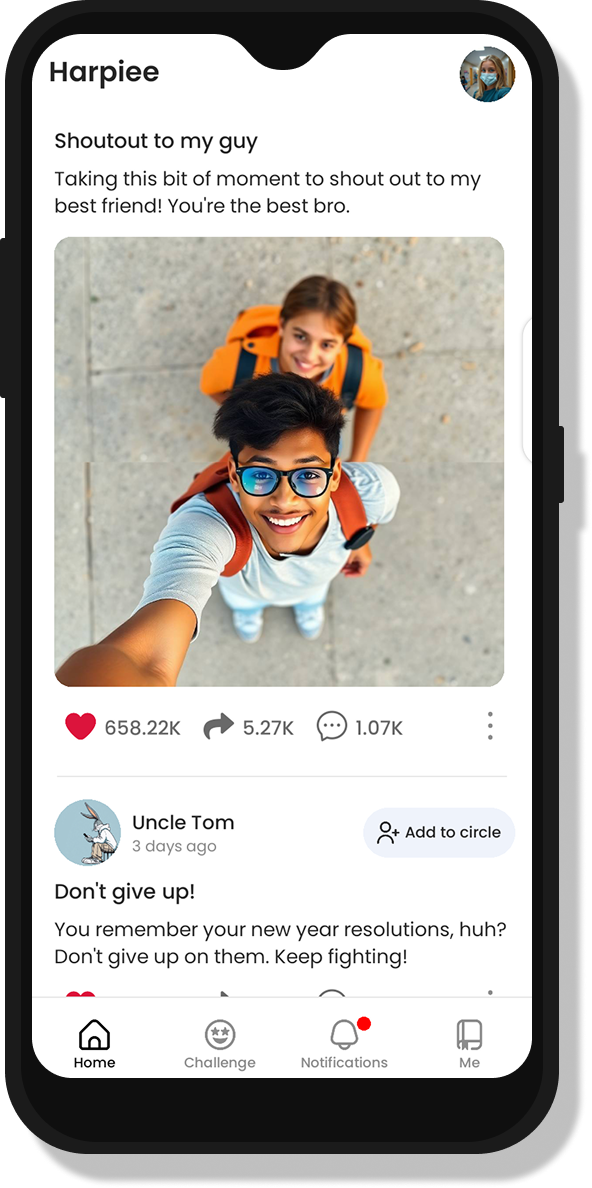 Harpiee
Shoutout to my guy
Taking this bit of moment to shout out to my
best friend! You're the best bro.
658.22K 5.27K 1.07K
Uncle Tom
3 days ago
Add to circle
Don't give up!
You remember your new year resolutions, huh?
Don't give up on them. Keep fighting!
Home Challenge Notifications Me